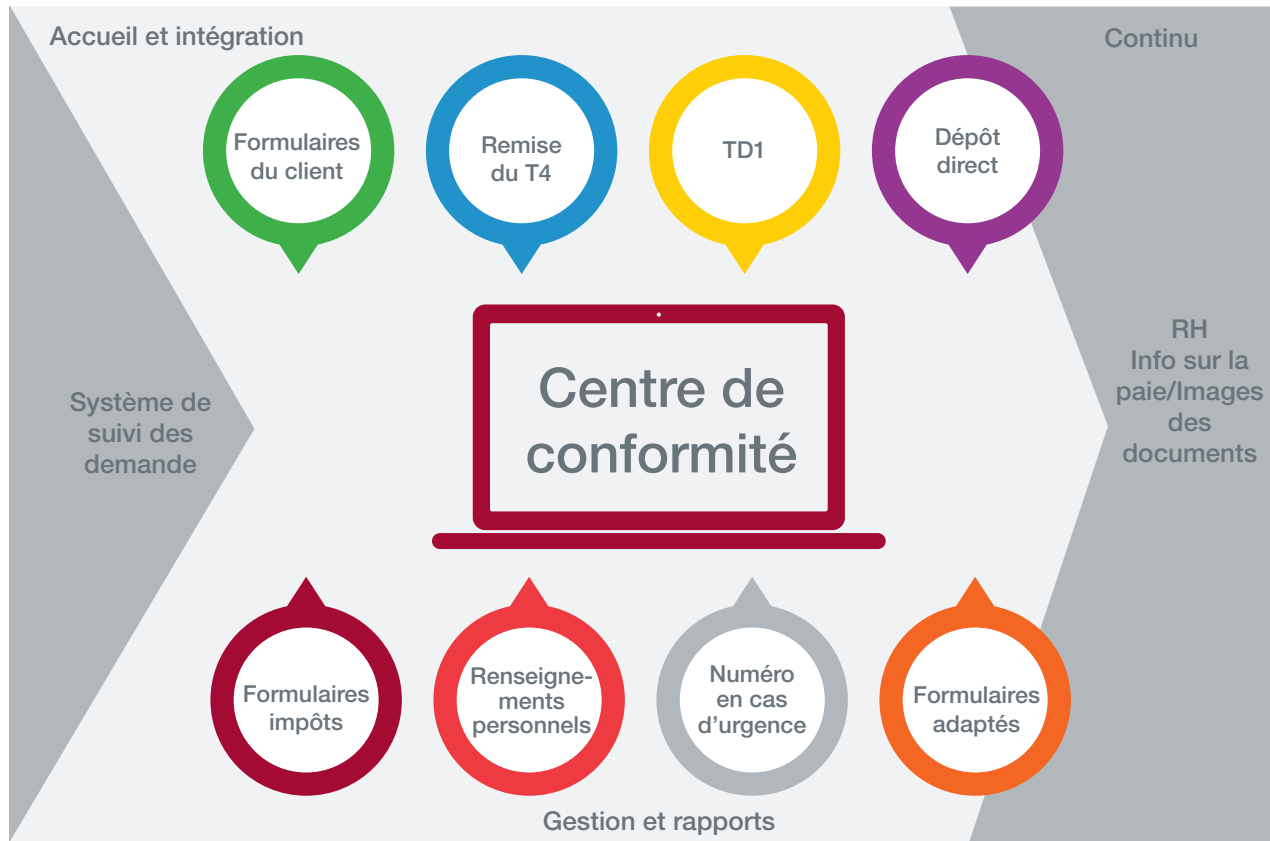 Accueil et intégration
Continu
Formulaires
du client
Remise
du T4
TD1
Dépôt
direct
Système de
suivi des
demande
Centre de
conformité
RH
Info sur la
paie/Images
des
documents
Formulaires
impôts
Renseigne-
ments
personnels
Numéro
en cas
d’urgence
Formulaires
adaptés
Gestion et rapports